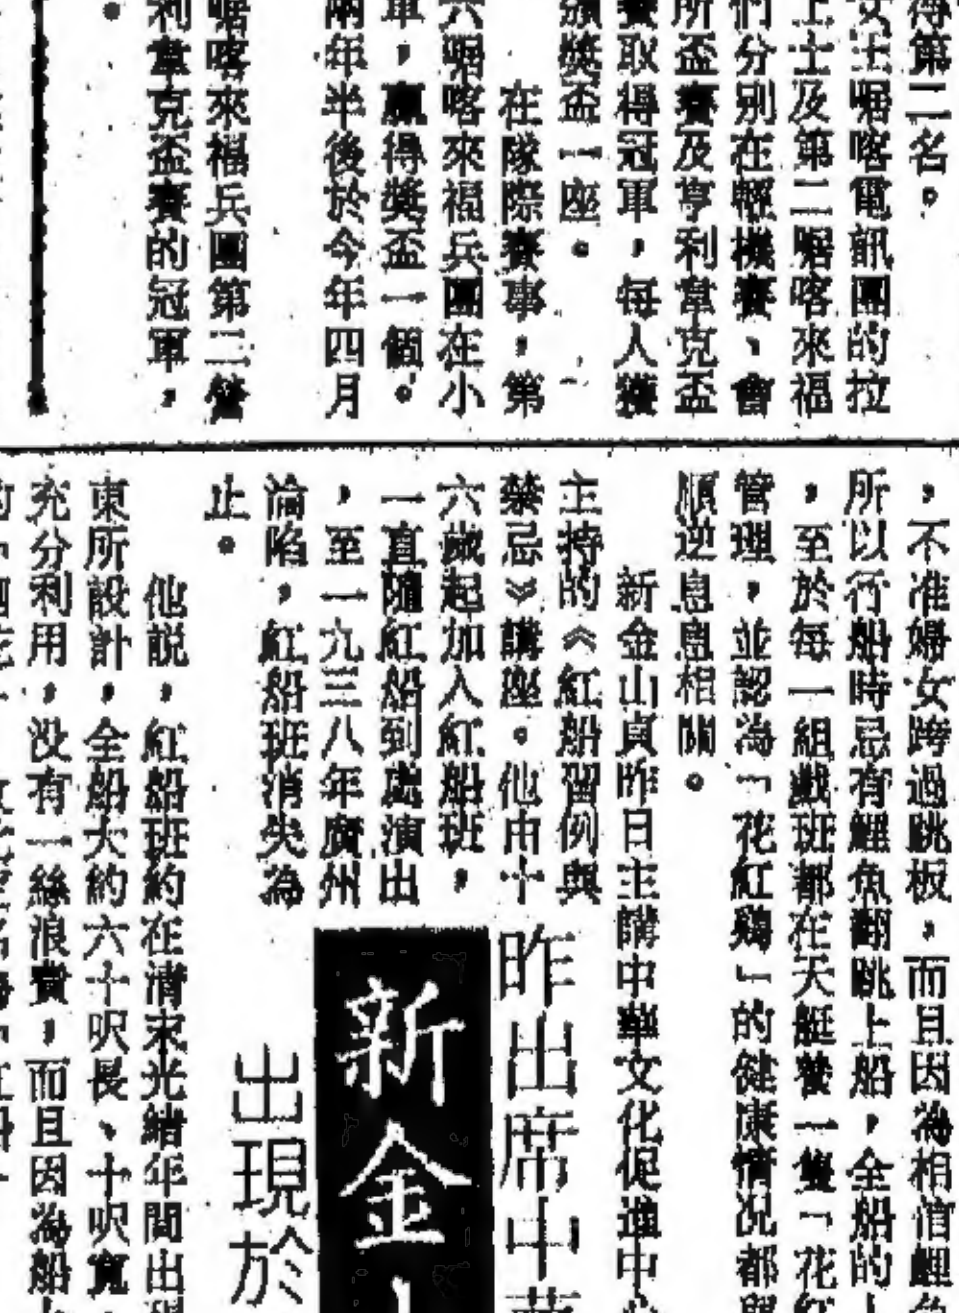 得第二名。
女王啹喀電訊團的拉
上士及第二啹喀來福
們分別在輕機賽、會
所盃賽及亨利韋克盃
賽取得冠軍，每人獲
頒獎盃一座。
在隊際賽事，第
六啹喀來福兵團在小
軍，贏得獎盃一個。
兩年半後於今年四月
啹喀來福兵團第二營
利韋克盃賽的冠軍，
，不准婦女跨過跳板，而且因為相信鯉
所以行船時忌有鯉魚翻跳上船，全船的
，至於每一組戲班都在天艇養一隻「花
管理，並認為「花紅鷄」的健康情況都
順逆息息相關。
新金山貞昨日主講中華文化促進中心
主持的《紅船習例與
禁忌》講座。他由十
六歲起加入紅船班，
一直隨紅船到處演出
，至一九三八年廣州
淪陷，紅船班消失為
止。
昨出席中華
新金
出現於
他說，紅船班約在清末光緒年間出現
東所設計，全船大約六十呎長、十呎寬，
充分利用，没有一絲浪費，而且因為船